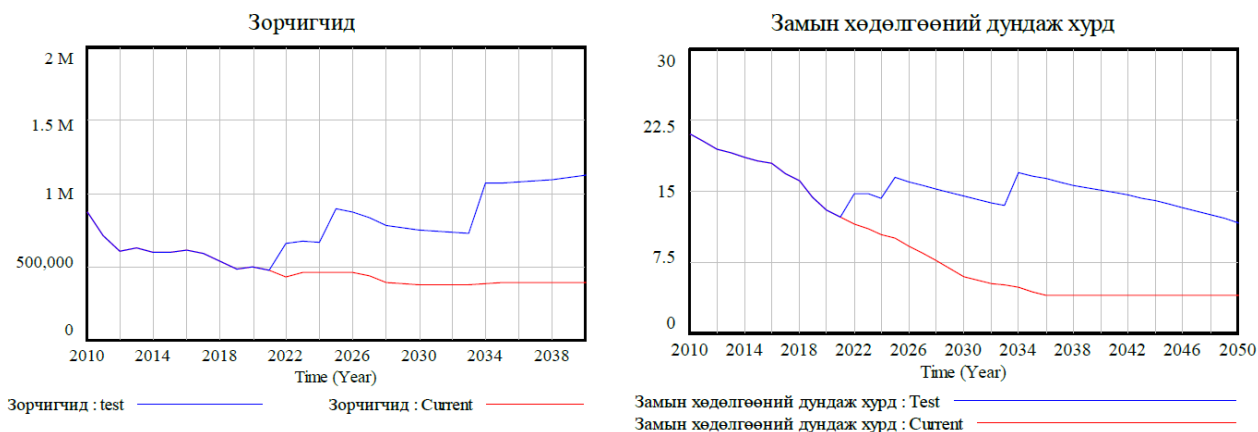 Зорчигчид
2 M
1.5 M
1 M
500,000
0
2010 2014 2018 2022 2026 2030 2034 2038
Time (Year)
Зорчигчид : test
Зорчигчид : Current
Замын хөдөлгөөний дундаж хурд
30
22.5
15
7.5
0
2010 2014 2018 2022 2026 2030 2034 2038 2042 2046 2050
Time (Year)
Замын хөдөлгөөний дундаж хурд : Test
Замын хөдөлгөөний дундаж хурд : Current